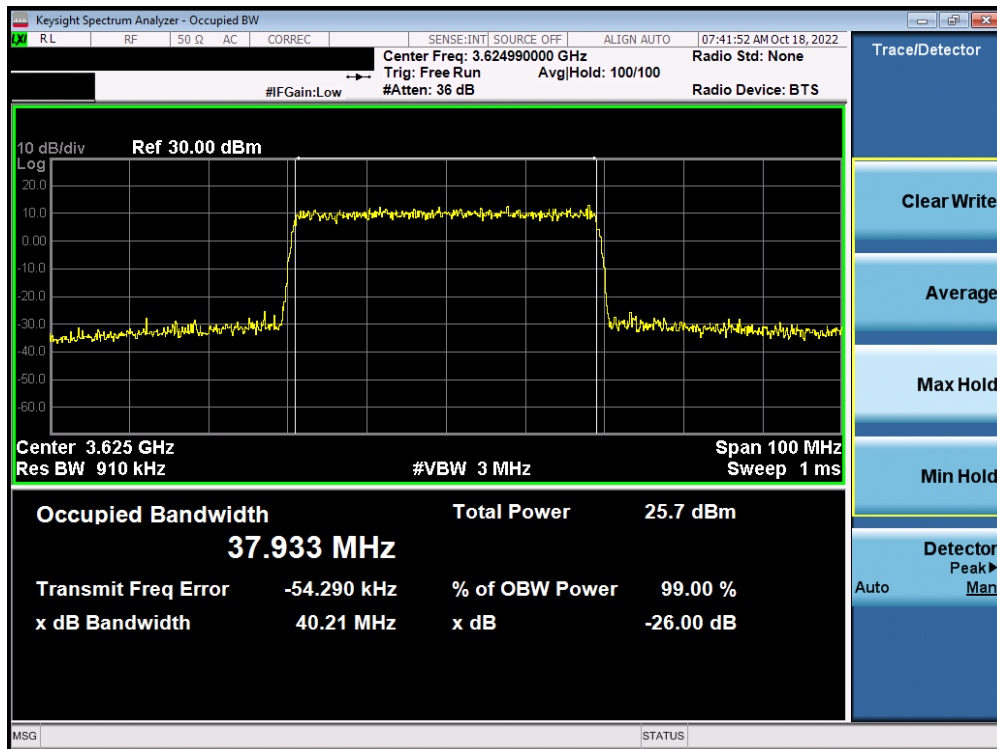 Keysight Spectrum Analyzer - Occupied BW
LXI RL RF 50 Ω AC CORREC SENSE:INT SOURCE OFF ALIGN AUTO 07:41:52 AM Oct 18, 2022
Center Freq: 3.624990000 GHz Radio Std: None
Trig: Free Run Avg|Hold: 100/100
#IFGain:Low #Atten: 36 dB Radio Device: BTS
Trace/Detector
10 dB/div Ref 30.00 dBm
Log
20.0
10.0
0.00
-10.0
-20.0
-30.0
-40.0
-50.0
-60.0
Center 3.625 GHz Span 100 MHz
Res BW 910 kHz #VBW 3 MHz Sweep 1 ms
Occupied Bandwidth Total Power 25.7 dBm
37.933 MHz
Transmit Freq Error -54.290 kHz % of OBW Power 99.00 %
x dB Bandwidth 40.21 MHz x dB -26.00 dB
Clear Write
Average
Max Hold
Min Hold
Detector
Peak▶
Auto Man
MSG STATUS